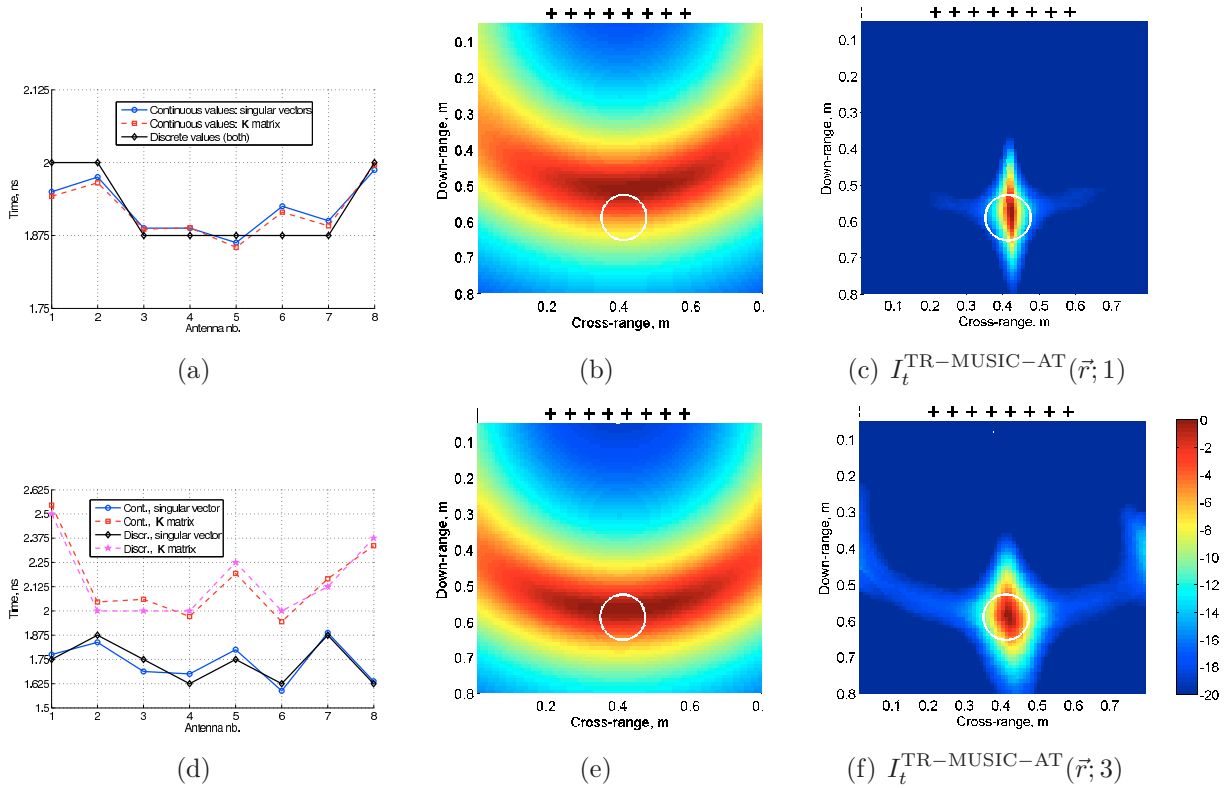 2.125
2
1.875
1.75
Time, ns
Continuous values: singular vectors
Continuous values: K matrix
Discrete values (both)
1 2 3 4 5 6 7 8
Antenna nb.
(a)
0.1
0.2
0.3
0.4
0.5
0.6
0.7
0.8
Down-range, m
0.2 0.4 0.6 0.
Cross-range, m
(b)
0.1
0.2
0.3
0.4
0.5
0.6
0.7
0.8
Down-range, m
0.1 0.2 0.3 0.4 0.5 0.6 0.7
Cross-range, m
(c) I_t^{TR−MUSIC−AT}(r⃗; 1)
2.625
2.5
2.375
2.25
2.125
2
1.875
1.75
1.625
1.5
Time, ns
Cont., singular vector
Cont., K matrix
Discr., singular vector
Discr., K matrix
1 2 3 4 5 6 7 8
Antenna nb.
(d)
0.1
0.2
0.3
0.4
0.5
0.6
0.7
0.8
Down-range, m
0.2 0.4 0.6 0.
Cross-range, m
(e)
0.1
0.2
0.3
0.4
0.5
0.6
0.7
0.8
Down-range, m
0.1 0.2 0.3 0.4 0.5 0.6 0.7
Cross-range, m
0
-2
-4
-6
-8
-10
-12
-14
-16
-18
-20
(f) I_t^{TR−MUSIC−AT}(r⃗; 3)